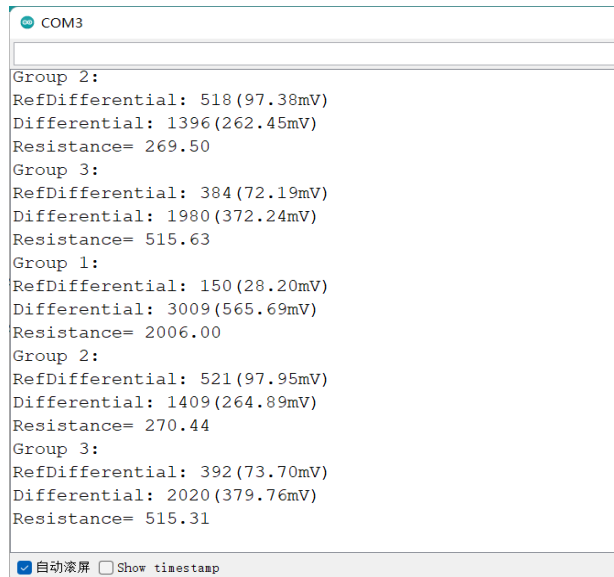 COM3
Group 2:
RefDifferential: 518(97.38mV)
Differential: 1396(262.45mV)
Resistance= 269.50
Group 3:
RefDifferential: 384(72.19mV)
Differential: 1980(372.24mV)
Resistance= 515.63
Group 1:
RefDifferential: 150(28.20mV)
Differential: 3009(565.69mV)
Resistance= 2006.00
Group 2:
RefDifferential: 521(97.95mV)
Differential: 1409(264.89mV)
Resistance= 270.44
Group 3:
RefDifferential: 392(73.70mV)
Differential: 2020(379.76mV)
Resistance= 515.31
自动滚屏 Show timestamp